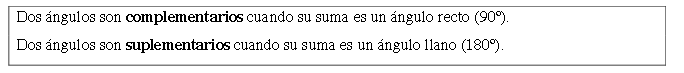 Dos ángulos son complementarios cuando su suma es un ángulo recto (90º).
Dos ángulos son suplementarios cuando su suma es un ángulo llano (180º).